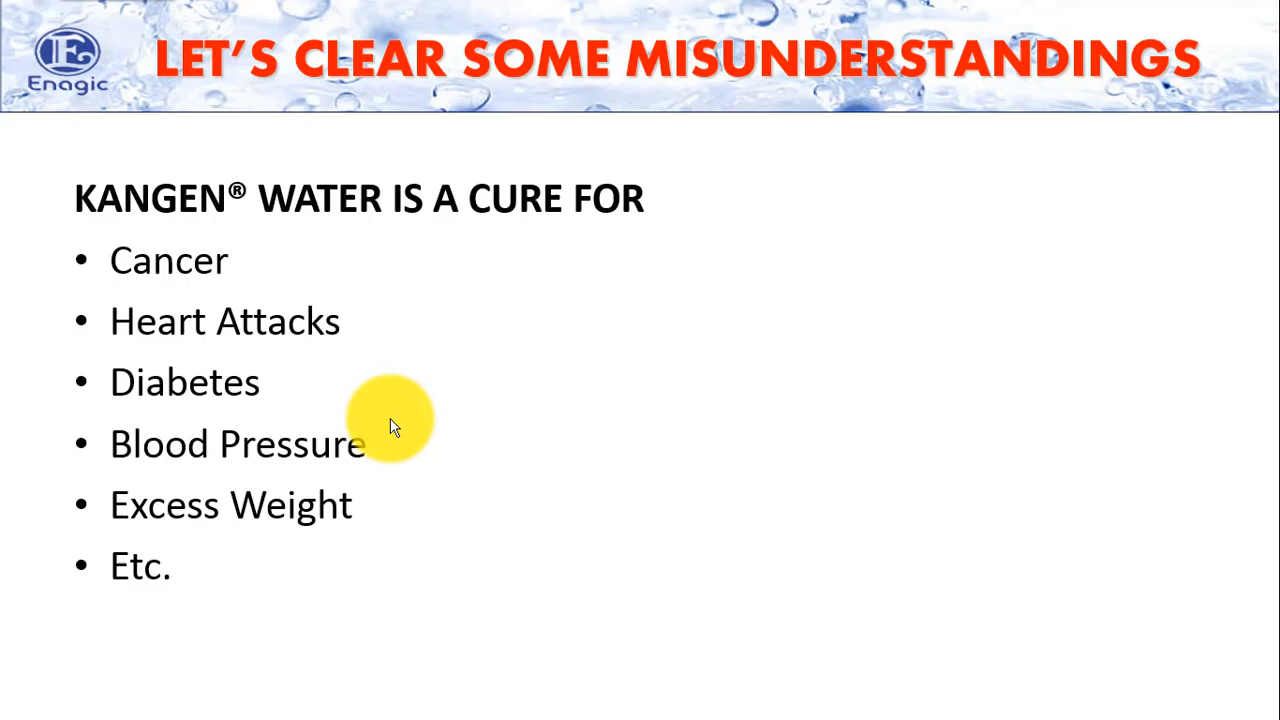 Enagic
LET'S CLEAR SOME MISUNDERSTANDINGS
KANGEN® WATER IS A CURE FOR
• Cancer
• Heart Attacks
• Diabetes
• Blood Pressure
• Excess Weight
• Etc.